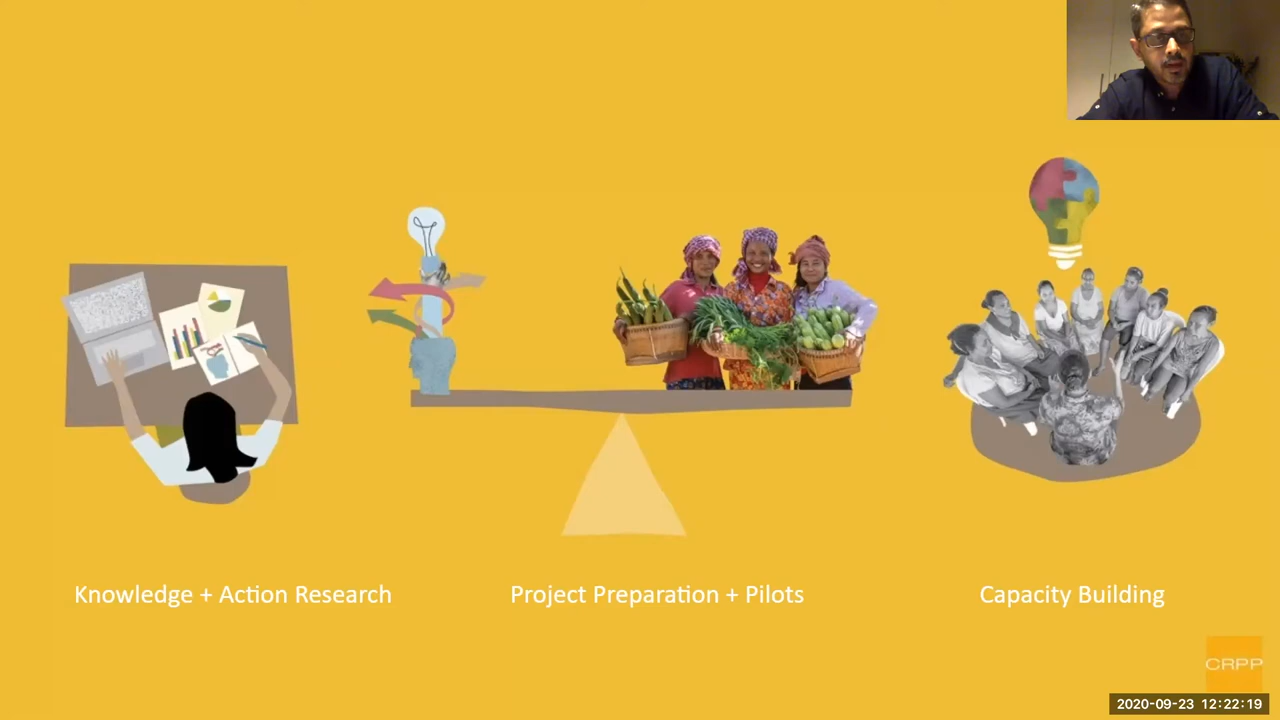 Knowledge + Action Research
Project Preparation + Pilots
Capacity Building
CRPP
2020-09-23 12:22:19